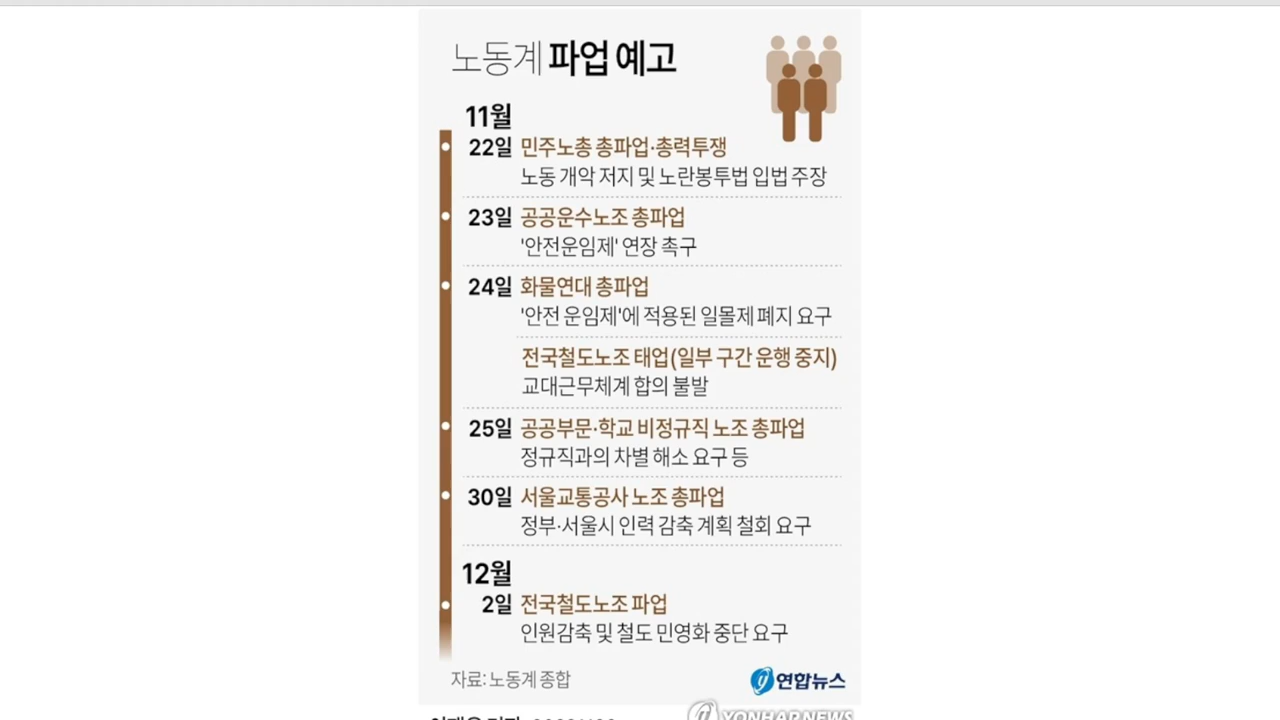 노동계 파업 예고
11월
22일 민주노총 총파업·총력투쟁
노동 개악 저지 및 노란봉투법 입법 주장
23일 공공운수노조 총파업
'안전운임제' 연장 촉구
24일 화물연대 총파업
'안전 운임제'에 적용된 일몰제 폐지 요구
전국철도노조 태업(일부 구간 운행 중지)
교대근무체계 합의 불발
25일 공공부문·학교 비정규직 노조 총파업
정규직과의 차별 해소 요구 등
30일 서울교통공사 노조 총파업
정부·서울시 인력 감축 계획 철회 요구
12월
2일 전국철도노조 파업
인원감축 및 철도 민영화 중단 요구
자료: 노동계 종합
연합뉴스
YONHAP NEWS